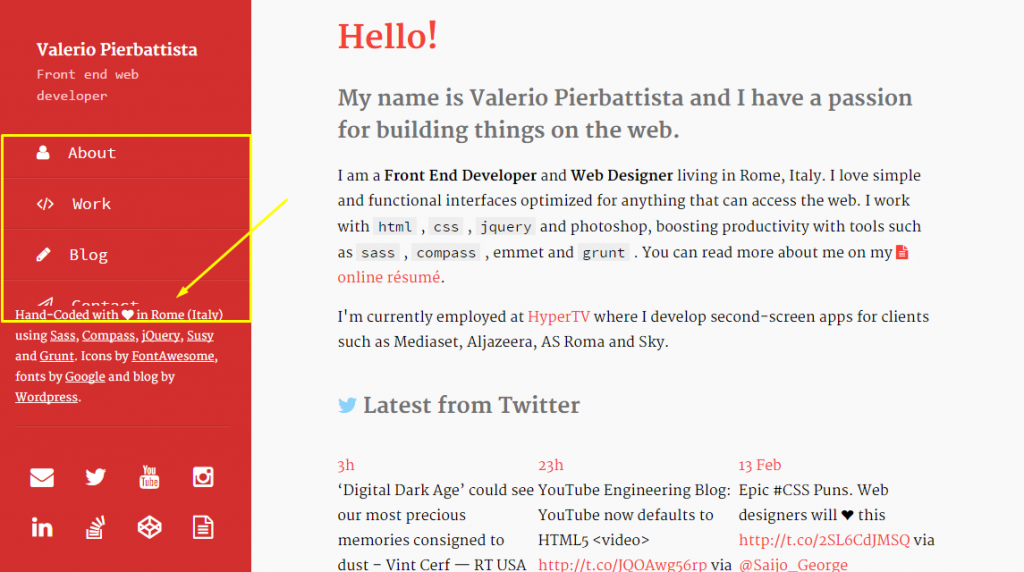 Valerio Pierbattista
Front end web
developer
About
Work
Blog
Contact
Hand-Coded with ❤ in Rome (Italy)
using Sass, Compass, jQuery, Susy
and Grunt. Icons by FontAwesome,
fonts by Google and blog by
Wordpress.
You
Tube
in
Hello!
My name is Valerio Pierbattista and I have a passion
for building things on the web.
I am a Front End Developer and Web Designer living in Rome, Italy. I love simple
and functional interfaces optimized for anything that can access the web. I work
with html , css , jquery and photoshop, boosting productivity with tools such
as sass , compass , emmet and grunt . You can read more about me on my
online résumé.
I'm currently employed at HyperTV where I develop second-screen apps for clients
such as Mediaset, Aljazeera, AS Roma and Sky.
Latest from Twitter
3h
‘Digital Dark Age’ could see
our most precious
memories consigned to
dust – Vint Cerf — RT USA
23h
YouTube Engineering Blog:
YouTube now defaults to
HTML5 <video>
http://t.co/JQOAwg56rp via
13 Feb
Epic #CSS Puns. Web
designers will ❤ this
http://t.co/2SL6CdJMSQ via
@Saijo_George